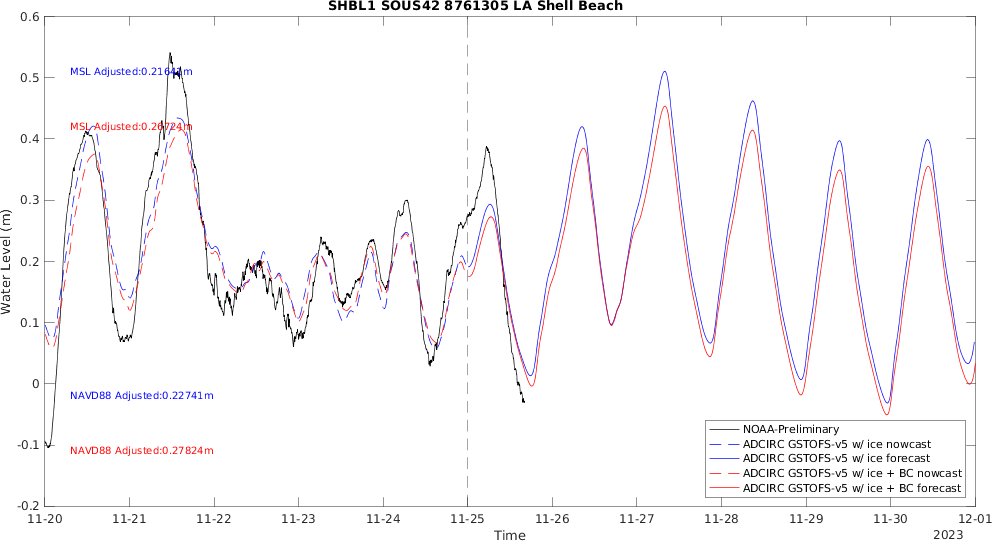 SHBL1 SOUS42 8761305 LA Shell Beach
Water Level (m)
0.6
0.5
0.4
0.3
0.2
0.1
0
-0.1
-0.2
MSL Adjusted:0.21641m
MSL Adjusted:0.26724m
NAVD88 Adjusted:0.22741m
NAVD88 Adjusted:0.27824m
NOAA-Preliminary
ADCIRC GSTOFS-v5 w/ ice nowcast
ADCIRC GSTOFS-v5 w/ ice forecast
ADCIRC GSTOFS-v5 w/ ice + BC nowcast
ADCIRC GSTOFS-v5 w/ ice + BC forecast
11-20 11-21 11-22 11-23 11-24 11-25 11-26 11-27 11-28 11-29 11-30 12-01
Time
2023